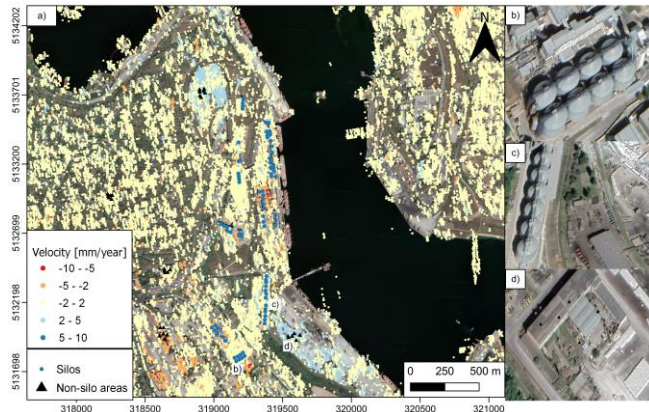 a)
N
b)
c)
d)
5134202
5133701
5133200
5132699
5132198
5131698
Velocity [mm/year]
-10 - -5
-5 - -2
-2 - 2
2 - 5
5 - 10
Silos
Non-silo areas
c)
d)
b)
0 250 500 m
318000 318500 319000 319500 320000 320500 310